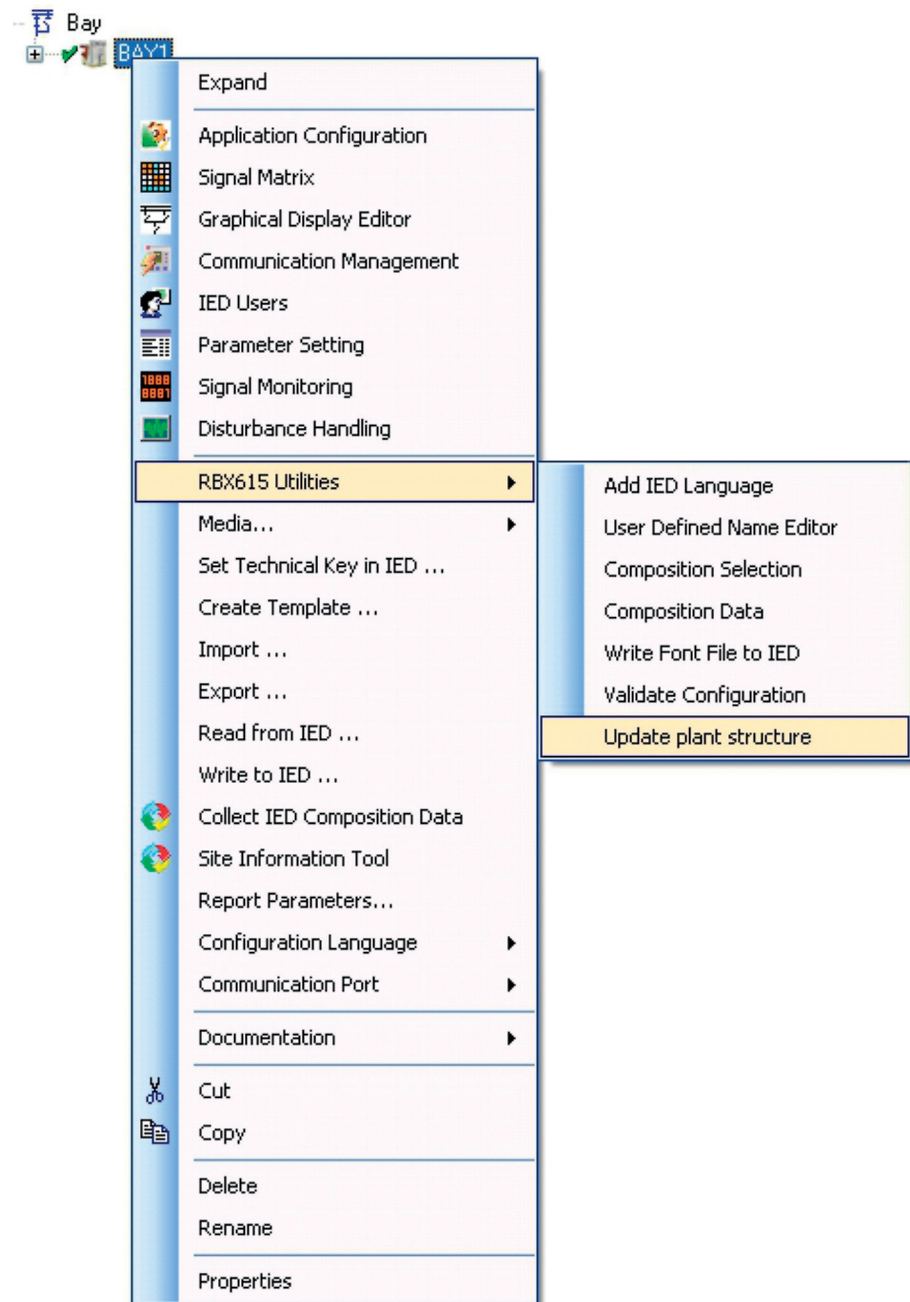 Bay
BAY1
Expand
Application Configuration
Signal Matrix
Graphical Display Editor
Communication Management
IED Users
Parameter Setting
Signal Monitoring
Disturbance Handling
RBX615 Utilities
Media...
Set Technical Key in IED ...
Create Template ...
Import ...
Export ...
Read from IED ...
Write to IED ...
Collect IED Composition Data
Site Information Tool
Report Parameters...
Configuration Language
Communication Port
Documentation
Cut
Copy
Delete
Rename
Properties
Add IED Language
User Defined Name Editor
Composition Selection
Composition Data
Write Font File to IED
Validate Configuration
Update plant structure